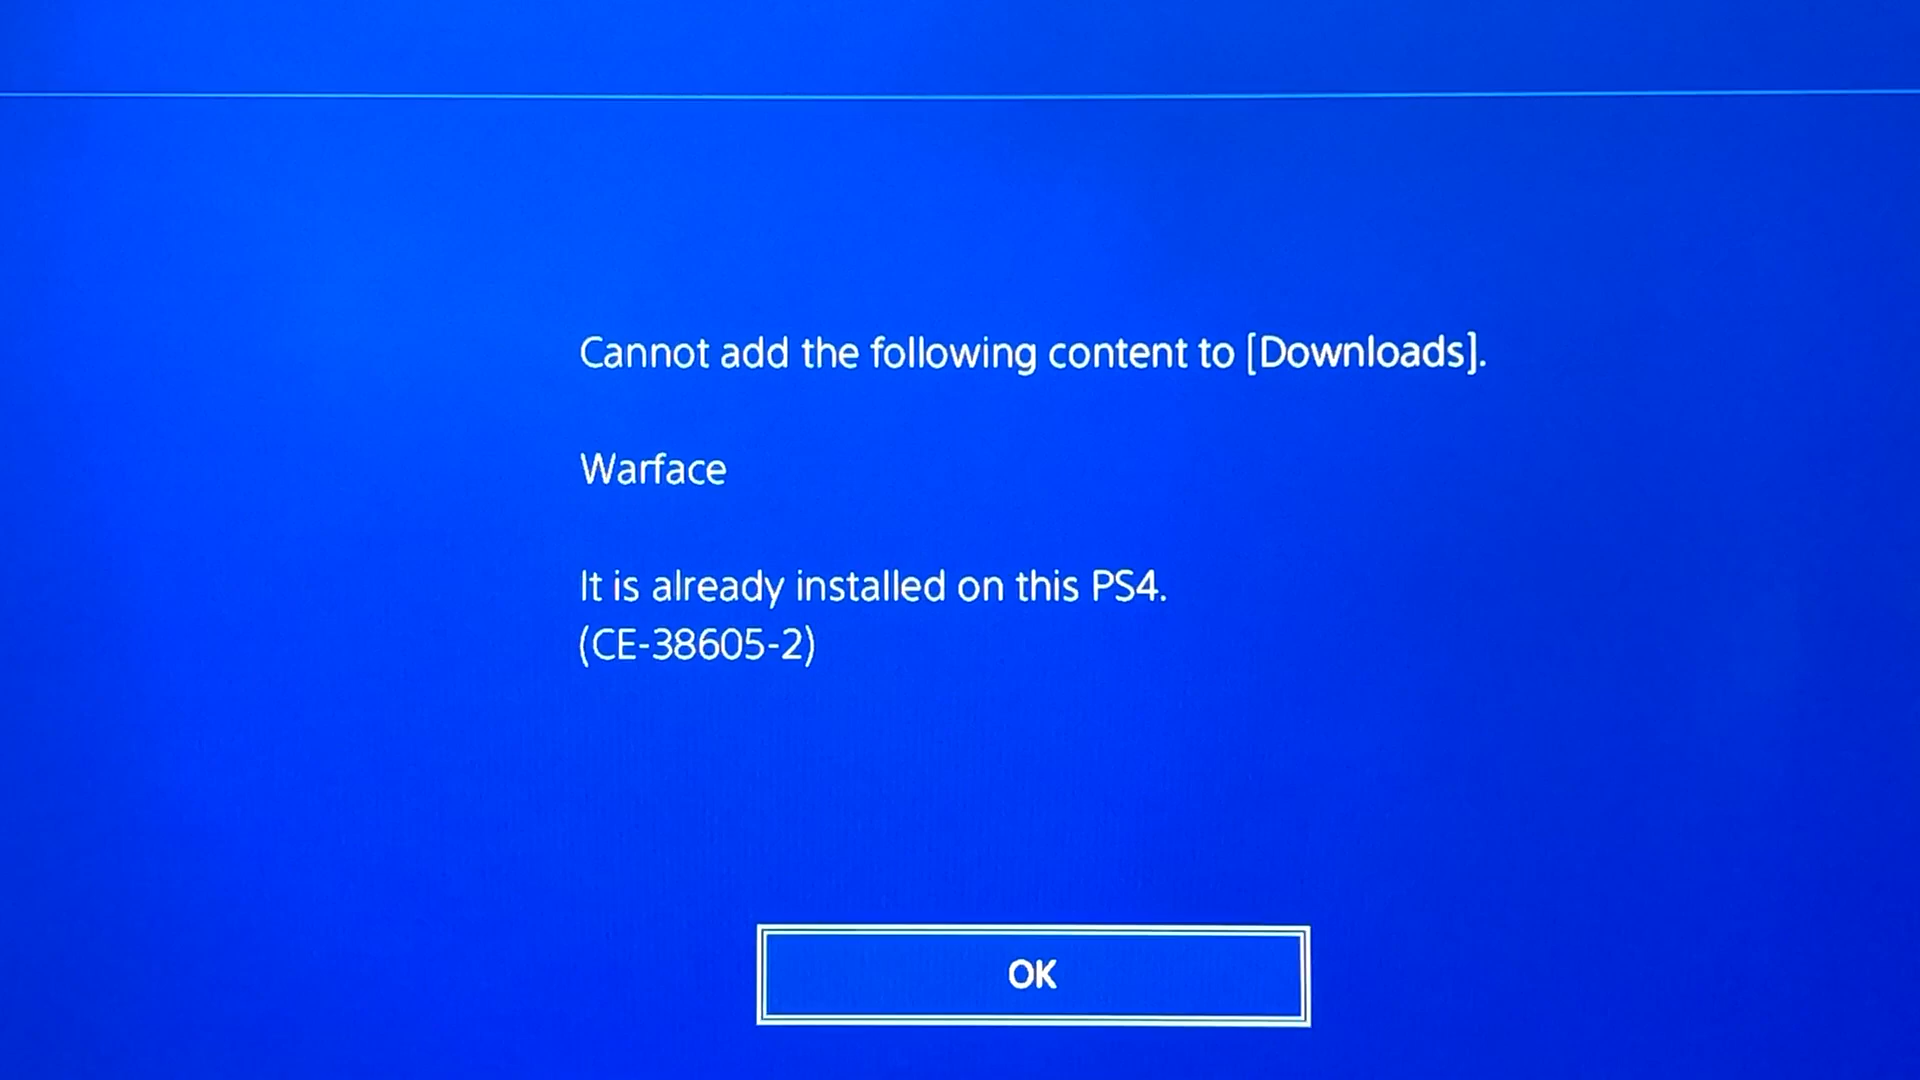 Cannot add the following content to [Downloads].
Warface
It is already installed on this PS4.
(CE-38605-2)
OK